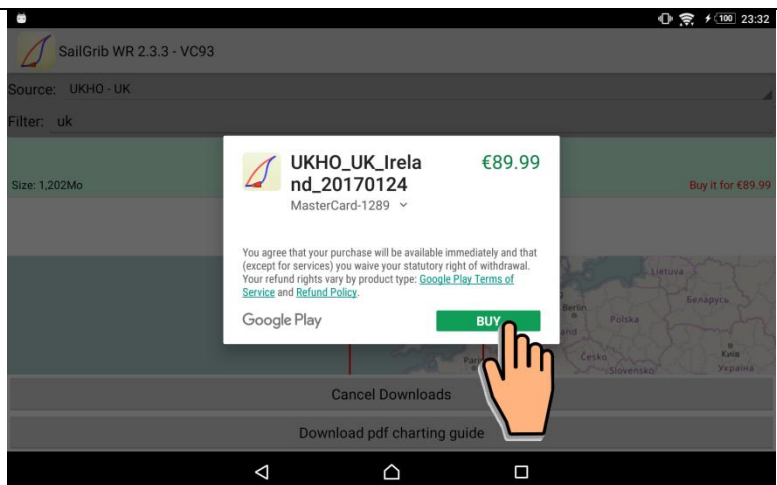 100 23:32
SailGrib WR 2.3.3 - VC93
Source: UKHO - UK
Filter: uk
UKHO_UK_Irela €89.99
nd_20170124
MasterCard-1289
Size: 1,202Mo
Buy it for €89.99
You agree that your purchase will be available immediately and that
(except for services) you waive your statutory right of withdrawal.
Your refund rights vary by product type: Google Play Terms of
Service and Refund Policy.
Google Play
BUY
Lietuva
Беларусь
Berlin
Polska
Česko
Slovensko
Київ
Україна
Cancel Downloads
Download pdf charting guide